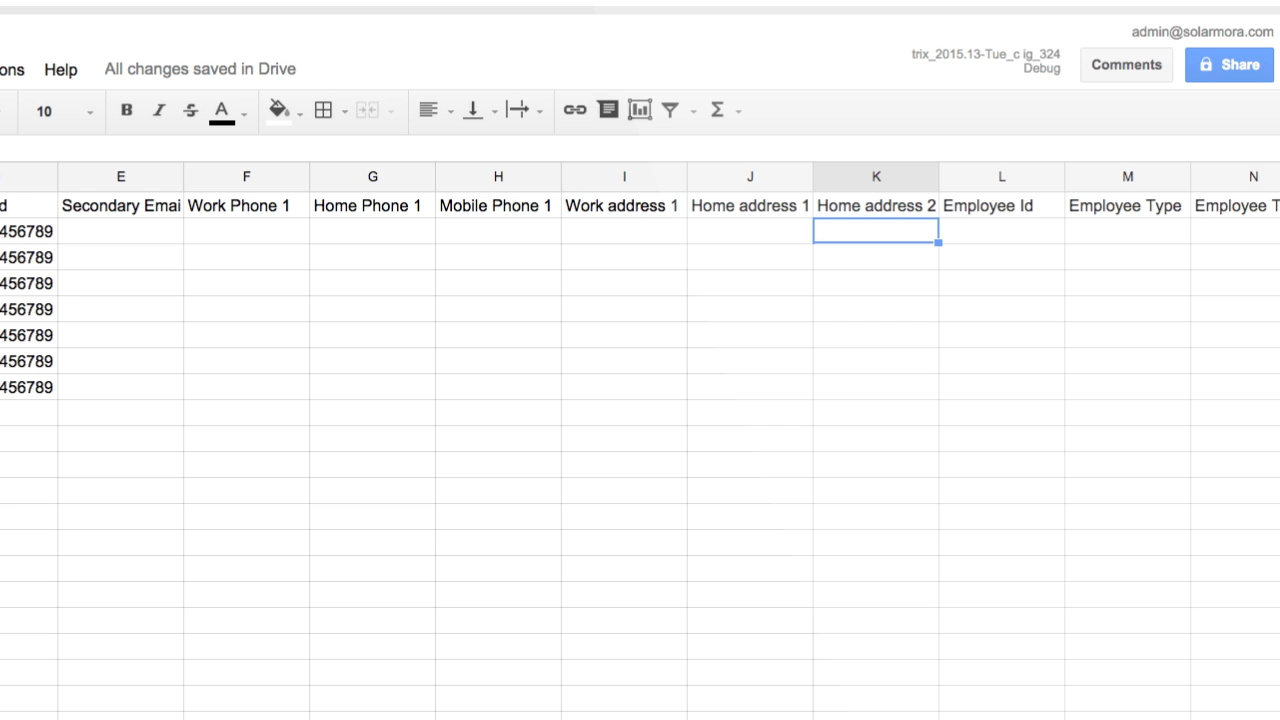 admin@solarmora.com
trix_2015.13-Tue_c ig_324
Debug
Comments
Share
ons Help All changes saved in Drive
10 B I S A Σ
E F G H I J K L M N
d Secondary Emai Work Phone 1 Home Phone 1 Mobile Phone 1 Work address 1 Home address 1 Home address 2 Employee Id Employee Type Employee T
456789
456789
456789
456789
456789
456789
456789